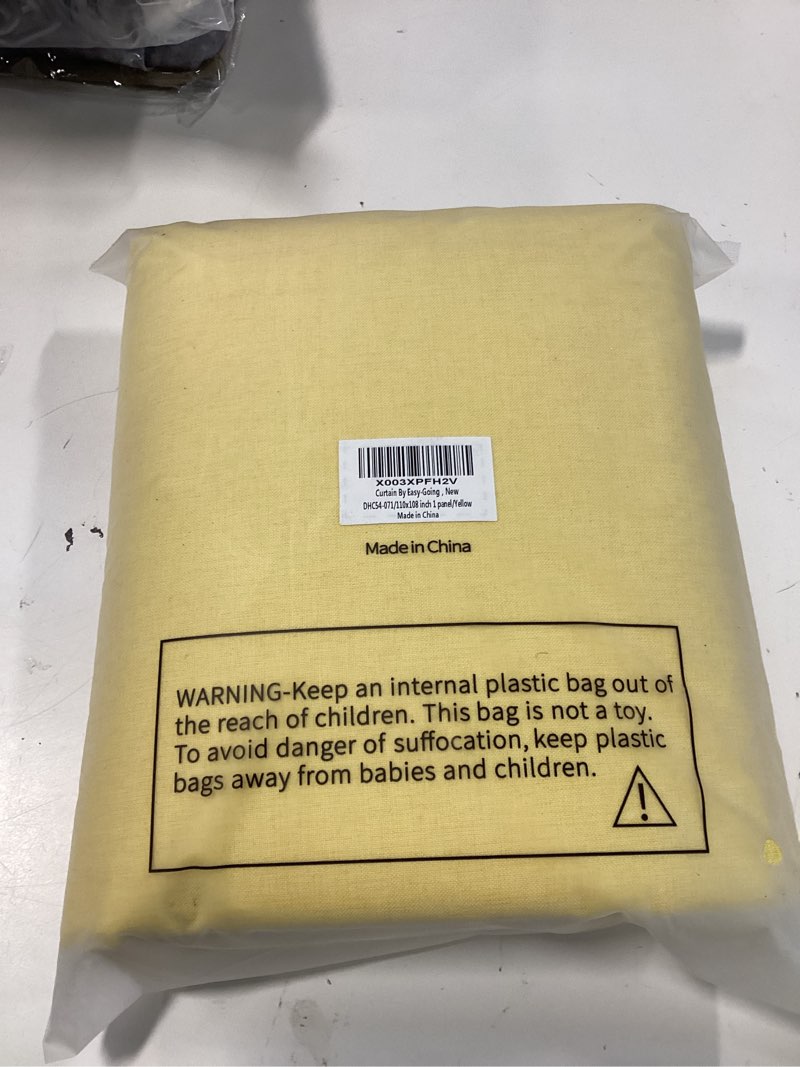 X003XPFH2V
Curtain By Easy-Going , New
DHC54-071/110x108 inch 1 panel/Yellow
Made in China
Made in China
WARNING-Keep an internal plastic bag out of
the reach of children. This bag is not a toy.
To avoid danger of suffocation, keep plastic
bags away from babies and children.